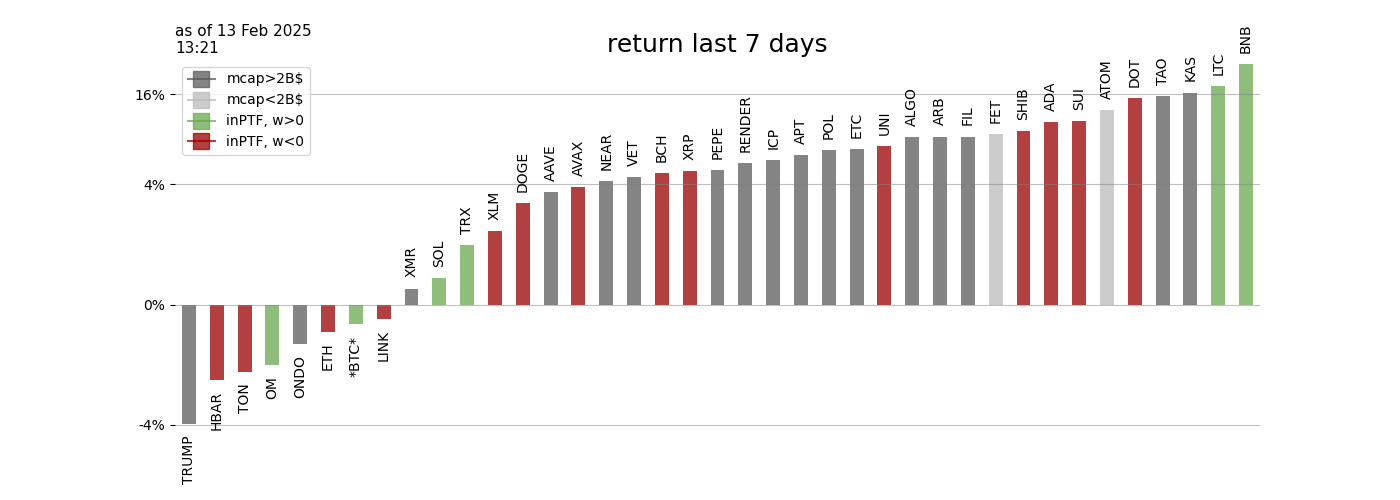 as of 13 Feb 2025
13:21
return last 7 days
mcap>2B$
mcap<2B$
inPTF, w>0
inPTF, w<0
16%
4%
0%
-4%
TRUMP
HBAR
TON
OM
ONDO
ETH
*BTC*
LINK
XMR
SOL
TRX
XLM
DOGE
AAVE
AVAX
NEAR
VET
BCH
XRP
PEPE
RENDER
ICP
APT
POL
ETC
UNI
ALGO
ARB
FIL
FET
SHIB
ADA
SUI
ATOM
DOT
TAO
KAS
LTC
BNB